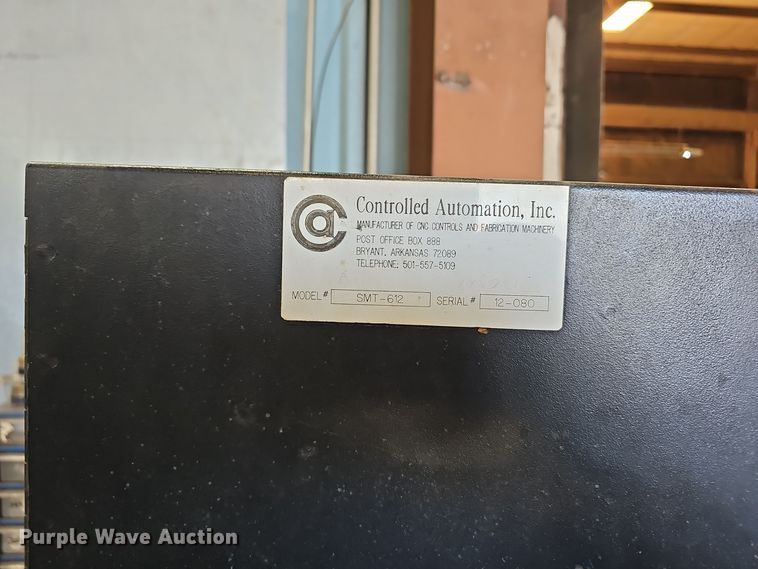 Controlled Automation, Inc.
MANUFACTURER OF CNC CONTROLS AND FABRICATION MACHINERY
POST OFFICE BOX 888
BRYANT, ARKANSAS 72089
TELEPHONE: 501-557-5109
MODEL# SMT-612 SERIAL# 12-080
Purple Wave Auction